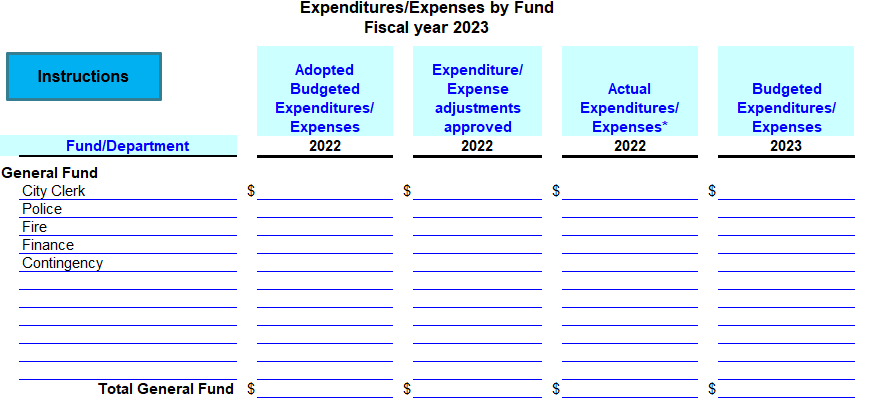 Expenditures/Expenses by Fund
Fiscal year 2023
Instructions
Adopted Expenditure/
Budgeted Expense Actual Budgeted
Expenditures/ adjustments Expenditures/ Expenditures/
Expenses approved Expenses* Expenses
Fund/Department 2022 2022 2022 2023
General Fund
City Clerk $ $ $ $
Police
Fire
Finance
Contingency
Total General Fund $ $ $ $